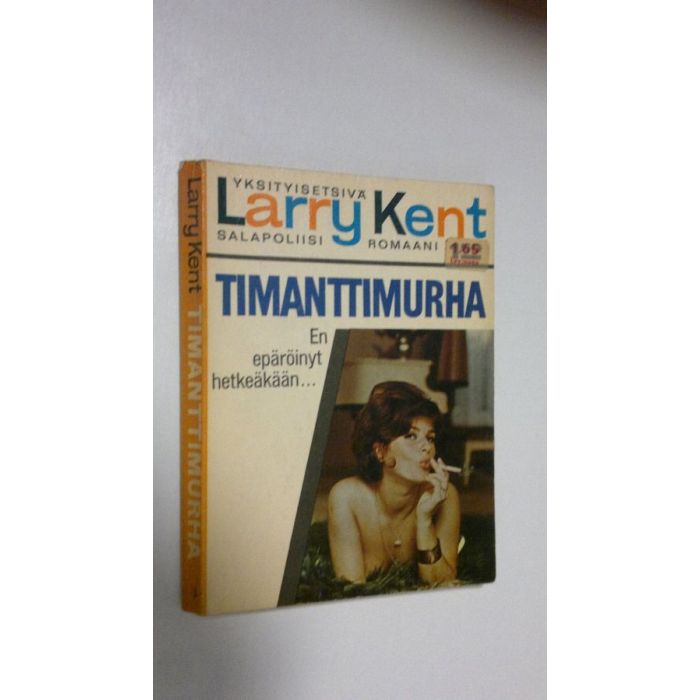 YKSITYISETSIVÄ
Larry Kent
SALAPOLIISI ROMAANI
TIMANTTIMURHA
En
epäröinyt
hetkeäkään...
Larry Kent TIMANTTIMURHA